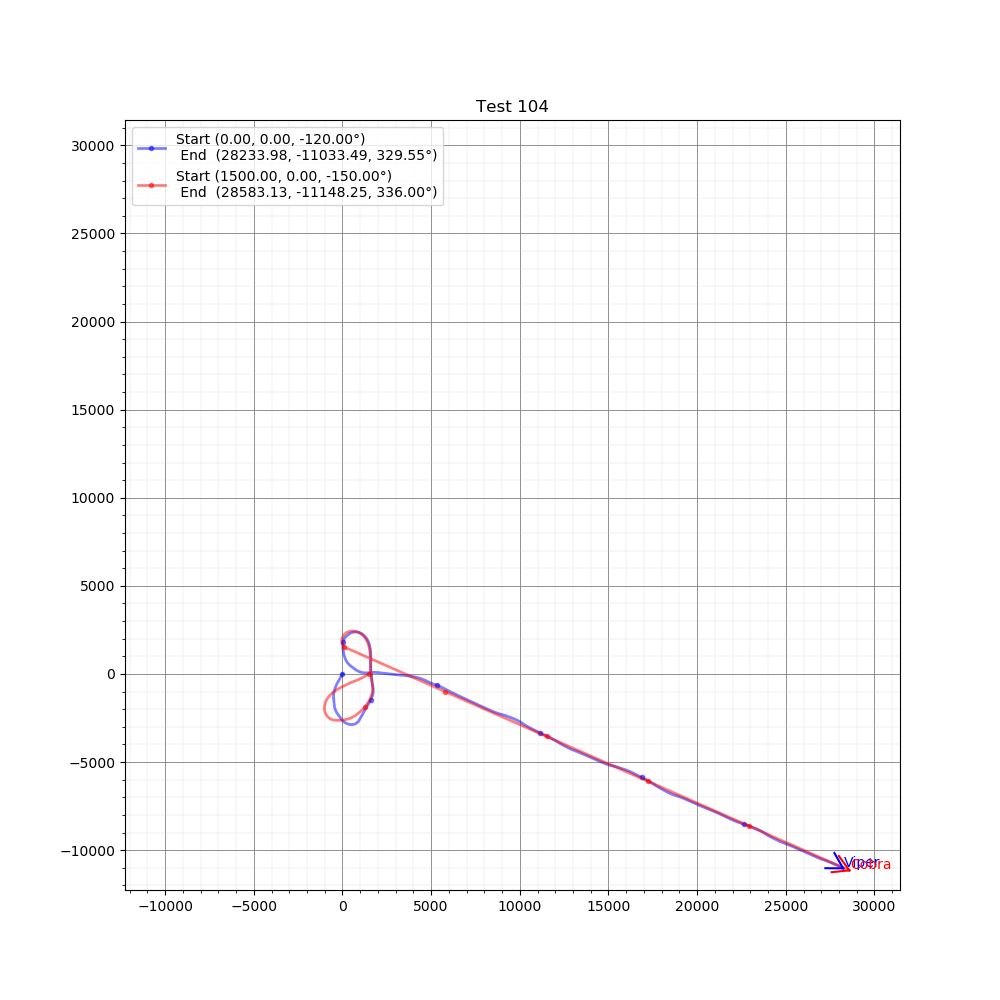 Test 104
Start (0.00, 0.00, -120.00°)
End (28233.98, -11033.49, 329.55°)
Start (1500.00, 0.00, -150.00°)
End (28583.13, -11148.25, 336.00°)
30000
25000
20000
15000
10000
5000
0
−5000
−10000
Viper
Cobra
−10000 −5000 0 5000 10000 15000 20000 25000 30000